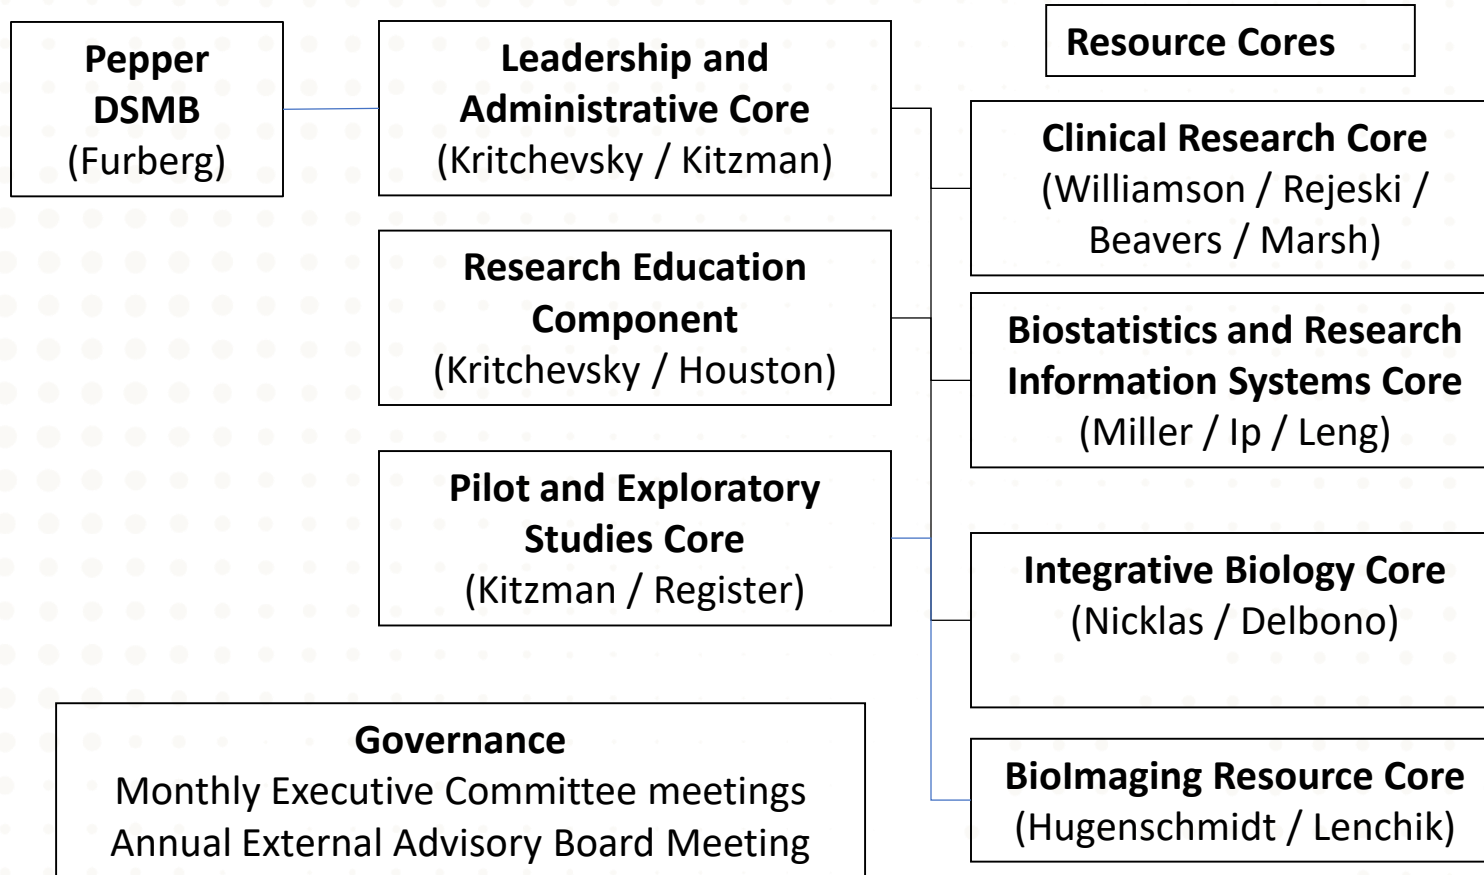 Pepper
DSMB
(Furberg)
Leadership and
Administrative Core
(Kritchevsky / Kitzman)
Research Education
Component
(Kritchevsky / Houston)
Pilot and Exploratory
Studies Core
(Kitzman / Register)
Governance
Monthly Executive Committee meetings
Annual External Advisory Board Meeting
Resource Cores
Clinical Research Core
(Williamson / Rejeski /
Beavers / Marsh)
Biostatistics and Research
Information Systems Core
(Miller / Ip / Leng)
Integrative Biology Core
(Nicklas / Delbono)
BioImaging Resource Core
(Hugenschmidt / Lenchik)